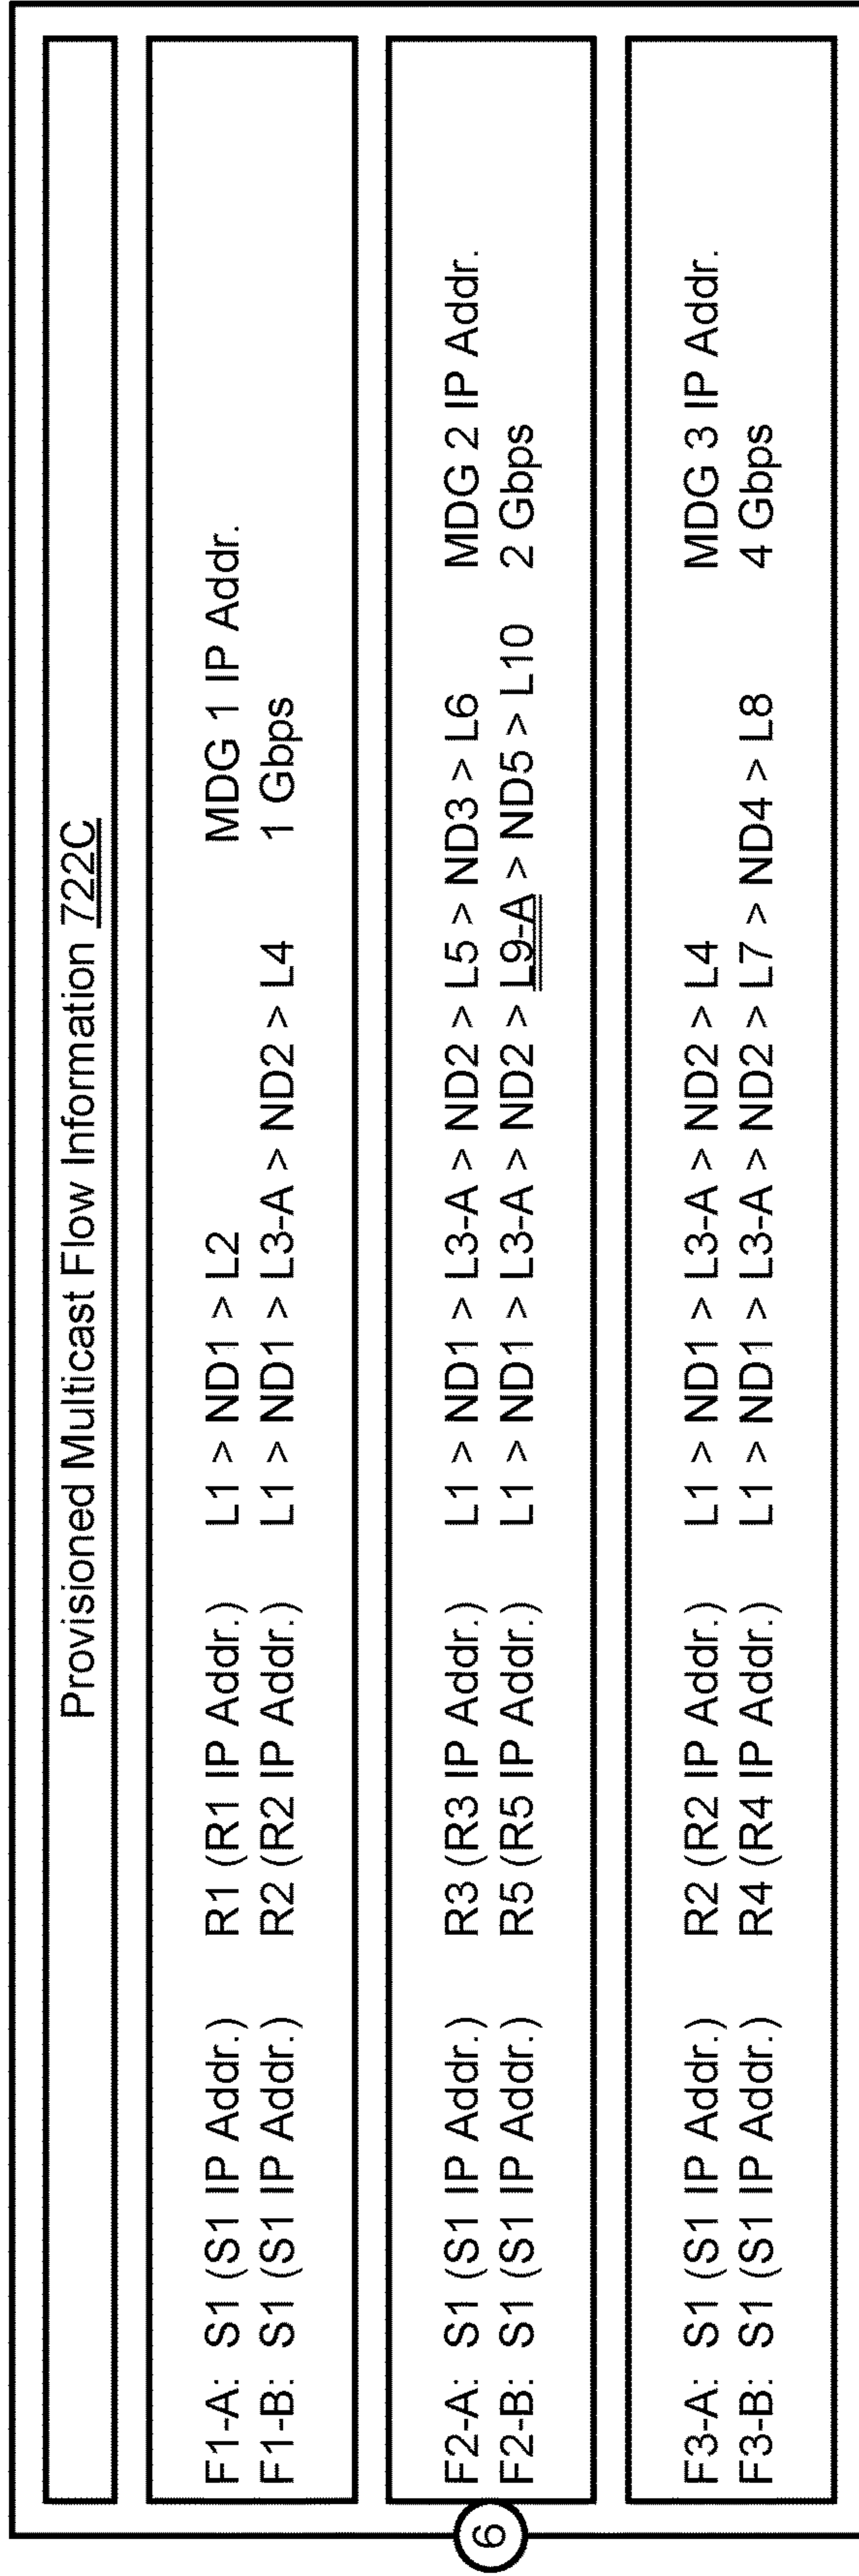 Provisioned Multicast Flow Information 722C
F1-A: S1 (S1 IP Addr.) R1 (R1 IP Addr.) L1 > ND1 > L2 MDG 1 IP Addr.
F1-B: S1 (S1 IP Addr.) R2 (R2 IP Addr.) L1 > ND1 > L3-A > ND2 > L4 1 Gbps
F2-A: S1 (S1 IP Addr.) R3 (R3 IP Addr.) L1 > ND1 > L3-A > ND2 > L5 > ND3 > L6 MDG 2 IP Addr.
F2-B: S1 (S1 IP Addr.) R5 (R5 IP Addr.) L1 > ND1 > L3-A > ND2 > L9-A > ND5 > L10 2 Gbps
6
F3-A: S1 (S1 IP Addr.) R2 (R2 IP Addr.) L1 > ND1 > L3-A > ND2 > L4 MDG 3 IP Addr.
F3-B: S1 (S1 IP Addr.) R4 (R4 IP Addr.) L1 > ND1 > L3-A > ND2 > L7 > ND4 > L8 4 Gbps